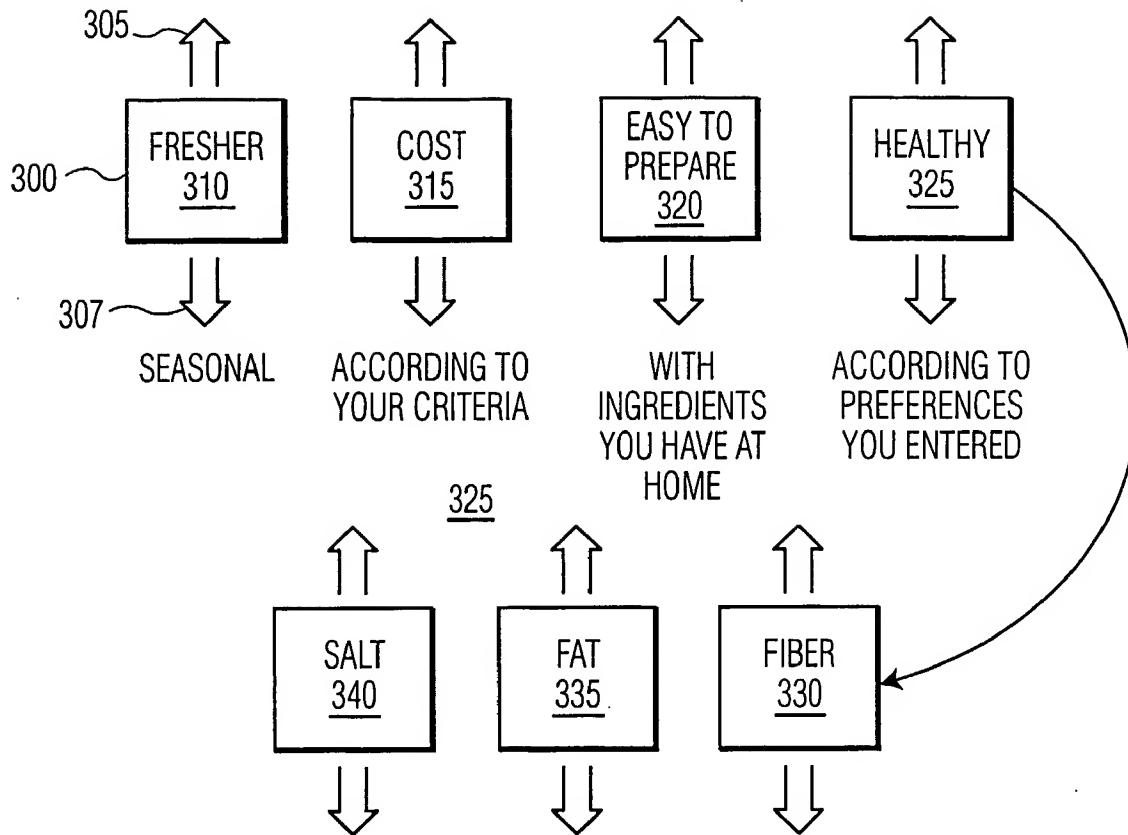 305
300
FRESHER
310
COST
315
EASY TO
PREPARE
320
HEALTHY
325
307
SEASONAL
ACCORDING TO
YOUR CRITERIA
WITH
INGREDIENTS
YOU HAVE AT
HOME
ACCORDING TO
PREFERENCES
YOU ENTERED
325
SALT
340
FAT
335
FIBER
330